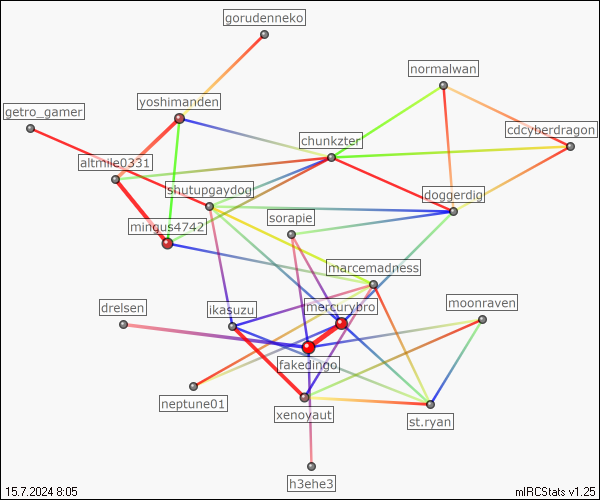 gorudenneko
normalwan
yoshimanden
getro_gamer
cdcyberdragon
chunkzter
altmile0331
shutupgaydog
doggerdig
sorapie
mingus4742
marcemadness
moonraven
mercurybro
drelsen
ikasuzu
fakedingo
neptune01
xenoyaut
st.ryan
h3ehe3
15.7.2024 8:05
mIRCStats v1.25